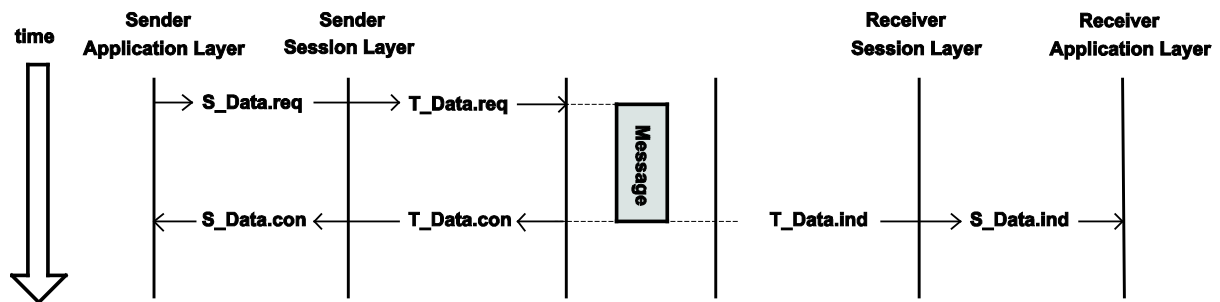 time
Sender
Application Layer
Sender
Session Layer
Receiver
Session Layer
Receiver
Application Layer
S_Data.req
T_Data.req
Message
S_Data.con
T_Data.con
T_Data.ind
S_Data.ind